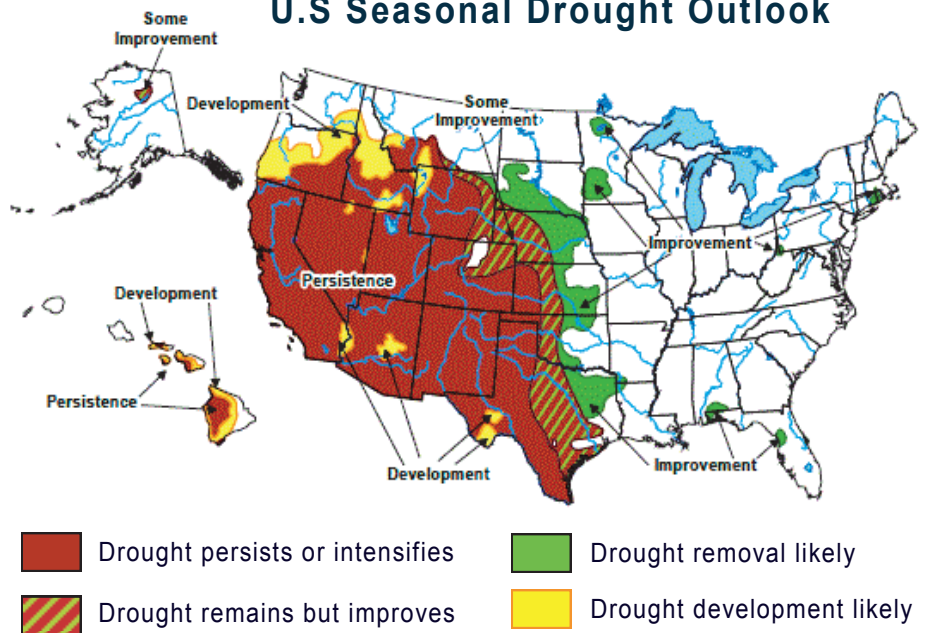 U.S Seasonal Drought Outlook
Some
Improvement
Development
Some
Improvement
Improvement
Persistence
Development
Persistence
Development
Improvement
Drought persists or intensifies
Drought removal likely
Drought remains but improves
Drought development likely